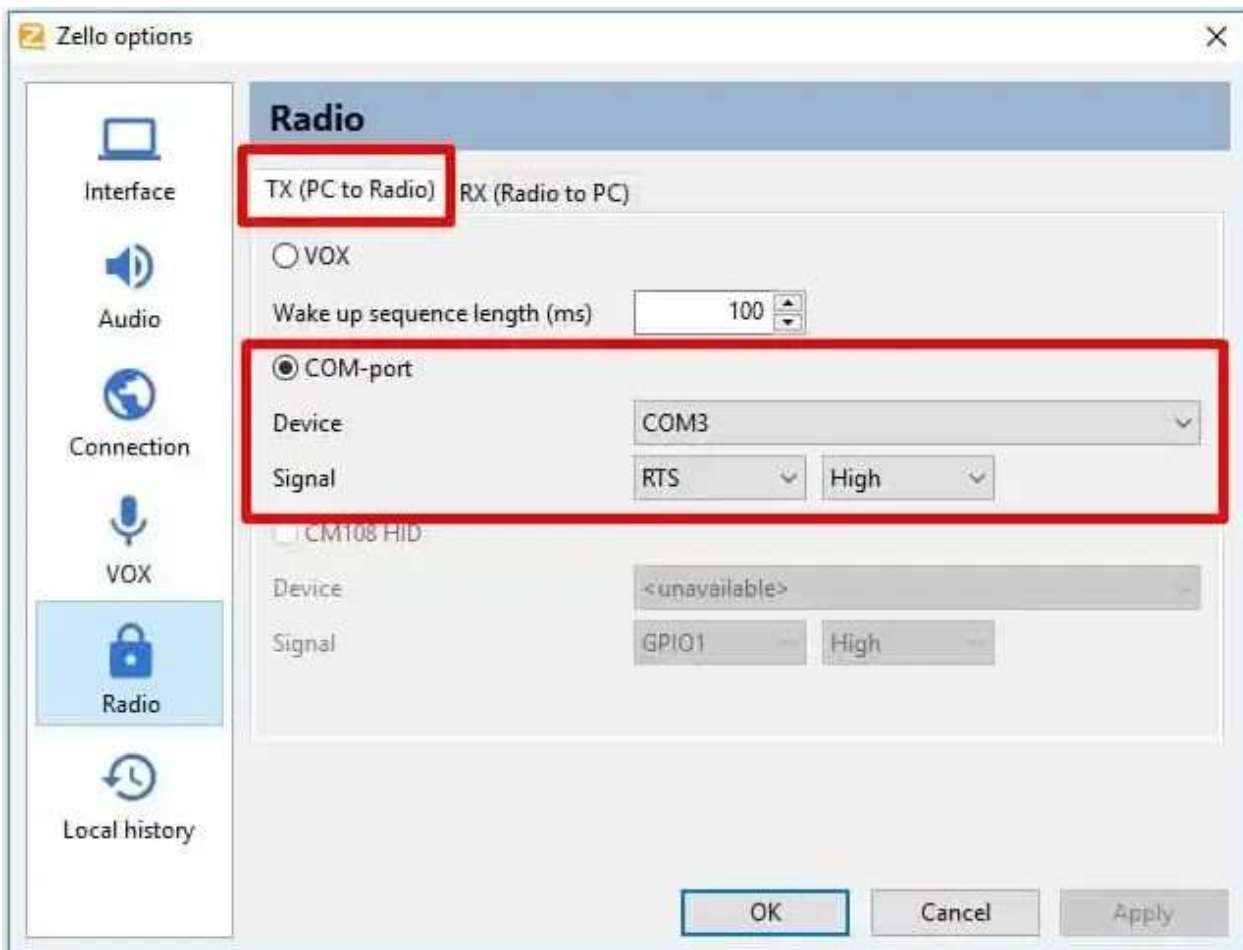 Zello options
Interface
Audio
Connection
VOX
Radio
Local history
Radio
TX (PC to Radio) RX (Radio to PC)
VOX
Wake up sequence length (ms) 100
COM-port
Device COM3
Signal RTS High
CM108 HID
Device <unavailable>
Signal GPIO1 High
OK Cancel Apply